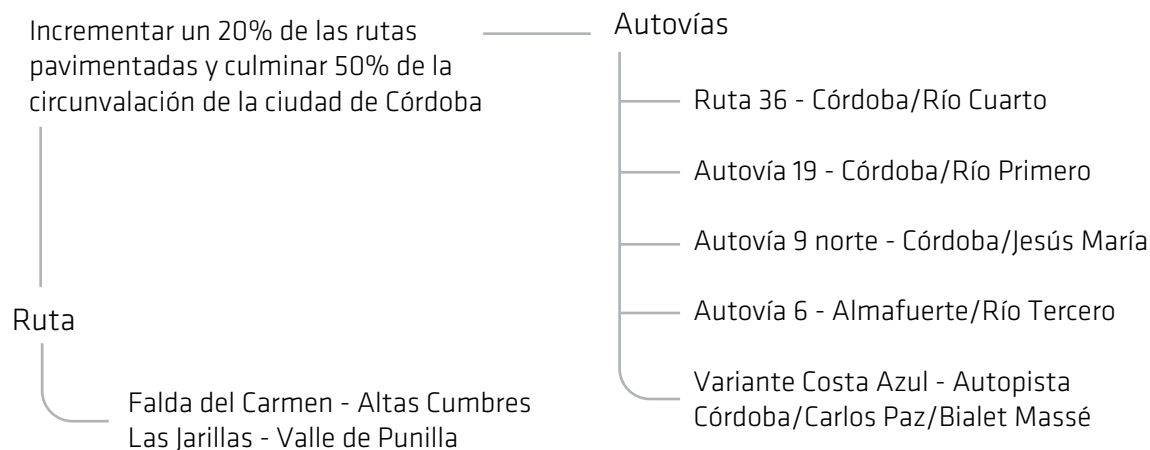 Incrementar un 20% de las rutas
pavimentadas y culminar 50% de la
circunvalación de la ciudad de Córdoba
Autovías
Ruta 36 - Córdoba/Río Cuarto
Autovía 19 - Córdoba/Río Primero
Autovía 9 norte - Córdoba/Jesús María
Autovía 6 - Almafuerte/Río Tercero
Variante Costa Azul - Autopista
Córdoba/Carlos Paz/Bialet Massé
Ruta
Falda del Carmen - Altas Cumbres
Las Jarillas - Valle de Punilla